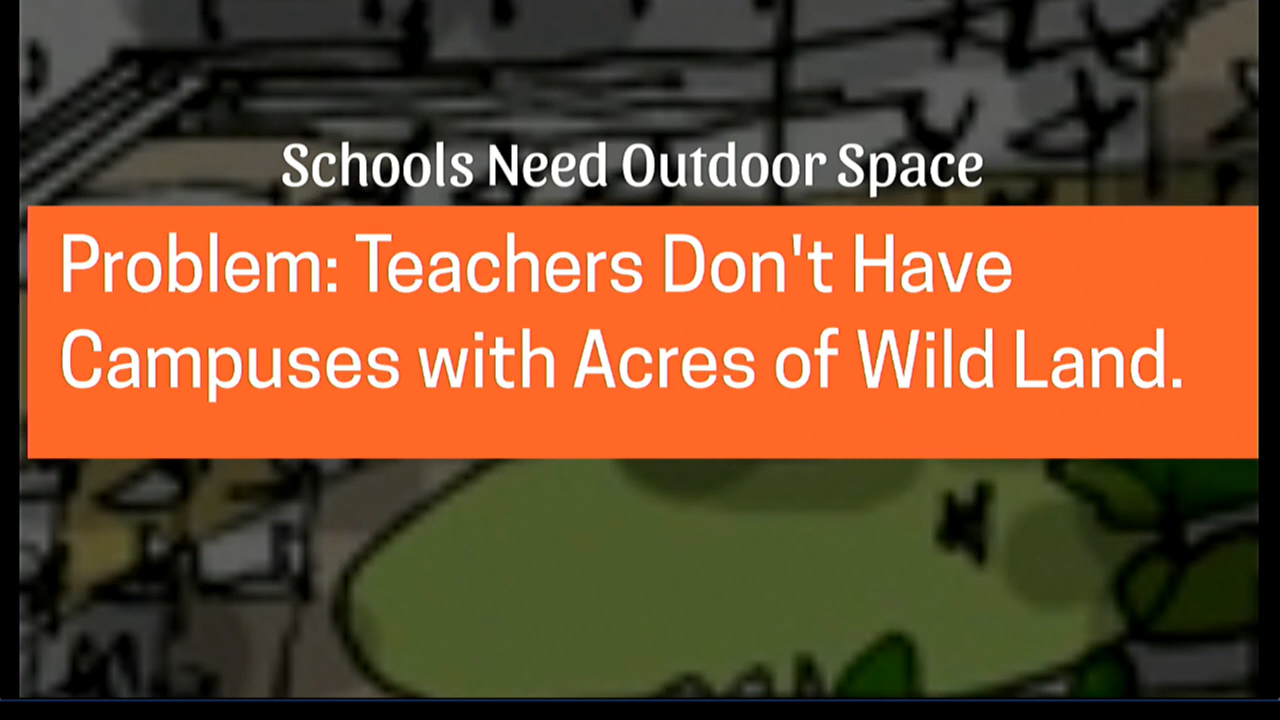 Schools Need Outdoor Space
Problem: Teachers Don't Have
Campuses with Acres of Wild Land.